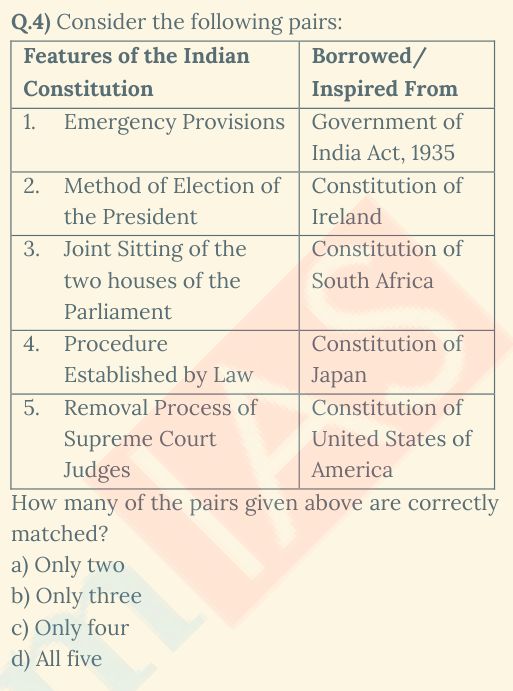 Q.4) Consider the following pairs:
Features of the Indian
Constitution
Borrowed/
Inspired From
1. Emergency Provisions
Government of
India Act, 1935
2. Method of Election of
the President
Constitution of
Ireland
3. Joint Sitting of the
two houses of the
Parliament
Constitution of
South Africa
4. Procedure
Established by Law
Constitution of
Japan
5. Removal Process of
Supreme Court
Judges
Constitution of
United States of
America
How many of the pairs given above are correctly
matched?
a) Only two
b) Only three
c) Only four
d) All five
m
IAS